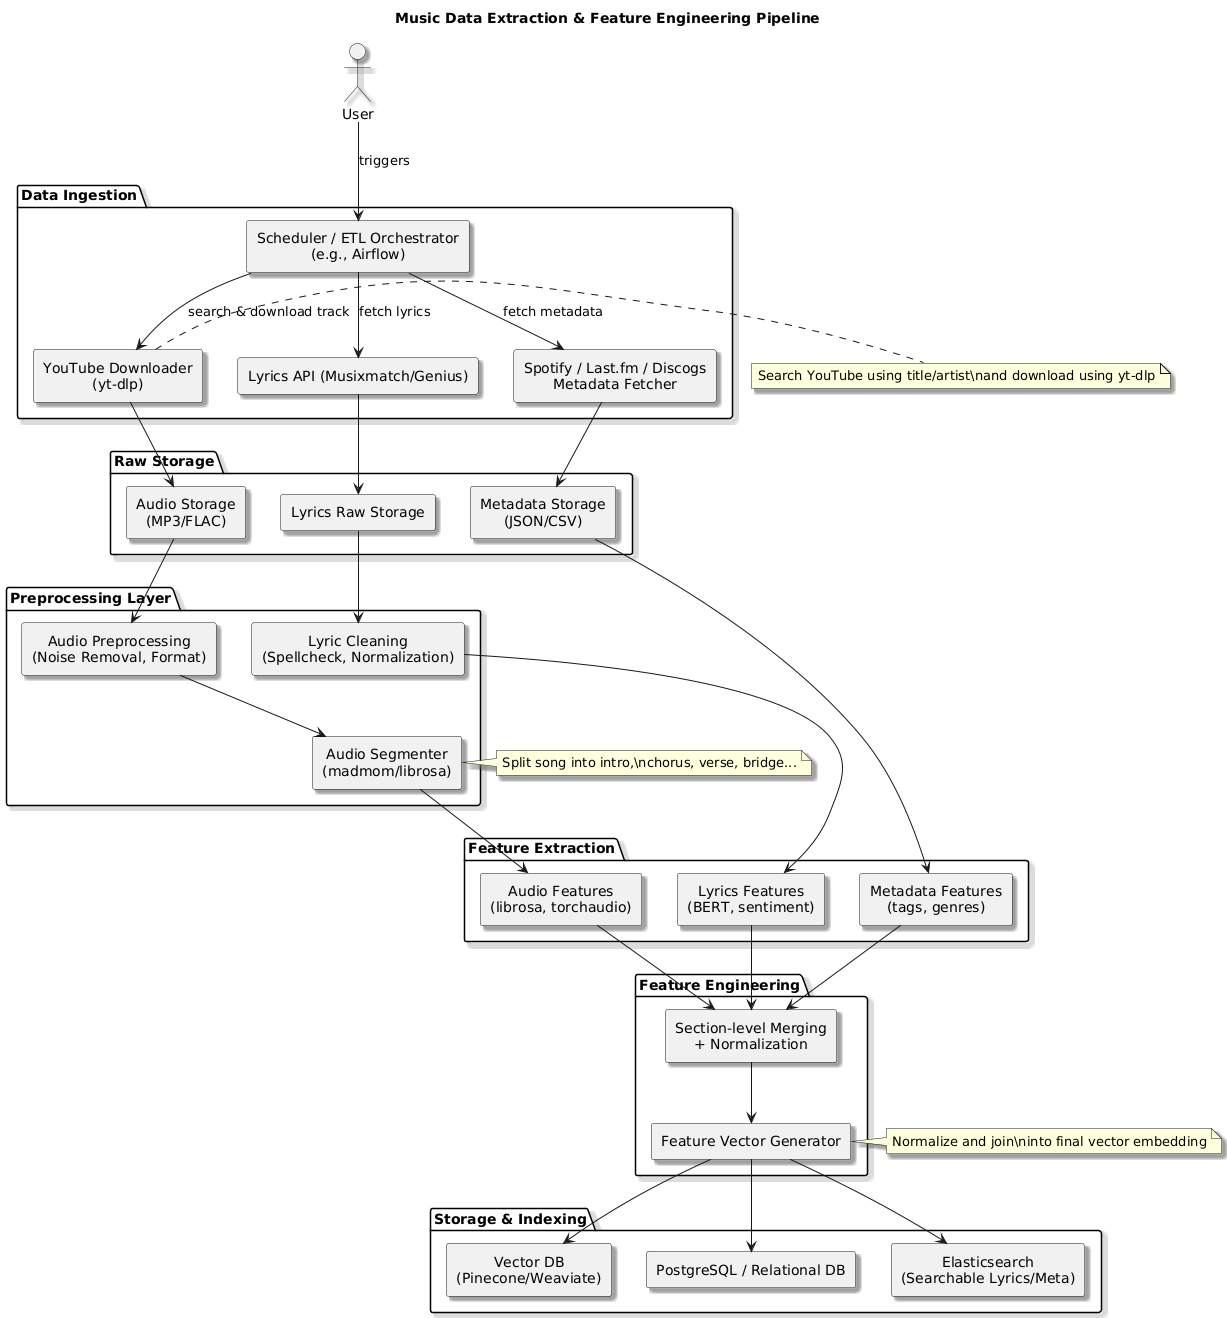 Music Data Extraction & Feature Engineering Pipeline
User
triggers
Data Ingestion
Scheduler / ETL Orchestrator
(e.g., Airflow)
search & download track
fetch lyrics
fetch metadata
YouTube Downloader
(yt-dlp)
Lyrics API (Musixmatch/Genius)
Spotify / Last.fm / Discogs
Metadata Fetcher
Search YouTube using title/artist\nand download using yt-dlp
Raw Storage
Audio Storage
(MP3/FLAC)
Lyrics Raw Storage
Metadata Storage
(JSON/CSV)
Preprocessing Layer
Audio Preprocessing
(Noise Removal, Format)
Lyric Cleaning
(Spellcheck, Normalization)
Audio Segmenter
(madmom/librosa)
Split song into intro,\nchorus, verse, bridge...
Feature Extraction
Audio Features
(librosa, torchaudio)
Lyrics Features
(BERT, sentiment)
Metadata Features
(tags, genres)
Feature Engineering
Section-level Merging
+ Normalization
Feature Vector Generator
Normalize and join\ninto final vector embedding
Storage & Indexing
Vector DB
(Pinecone/Weaviate)
PostgreSQL / Relational DB
Elasticsearch
(Searchable Lyrics/Meta)